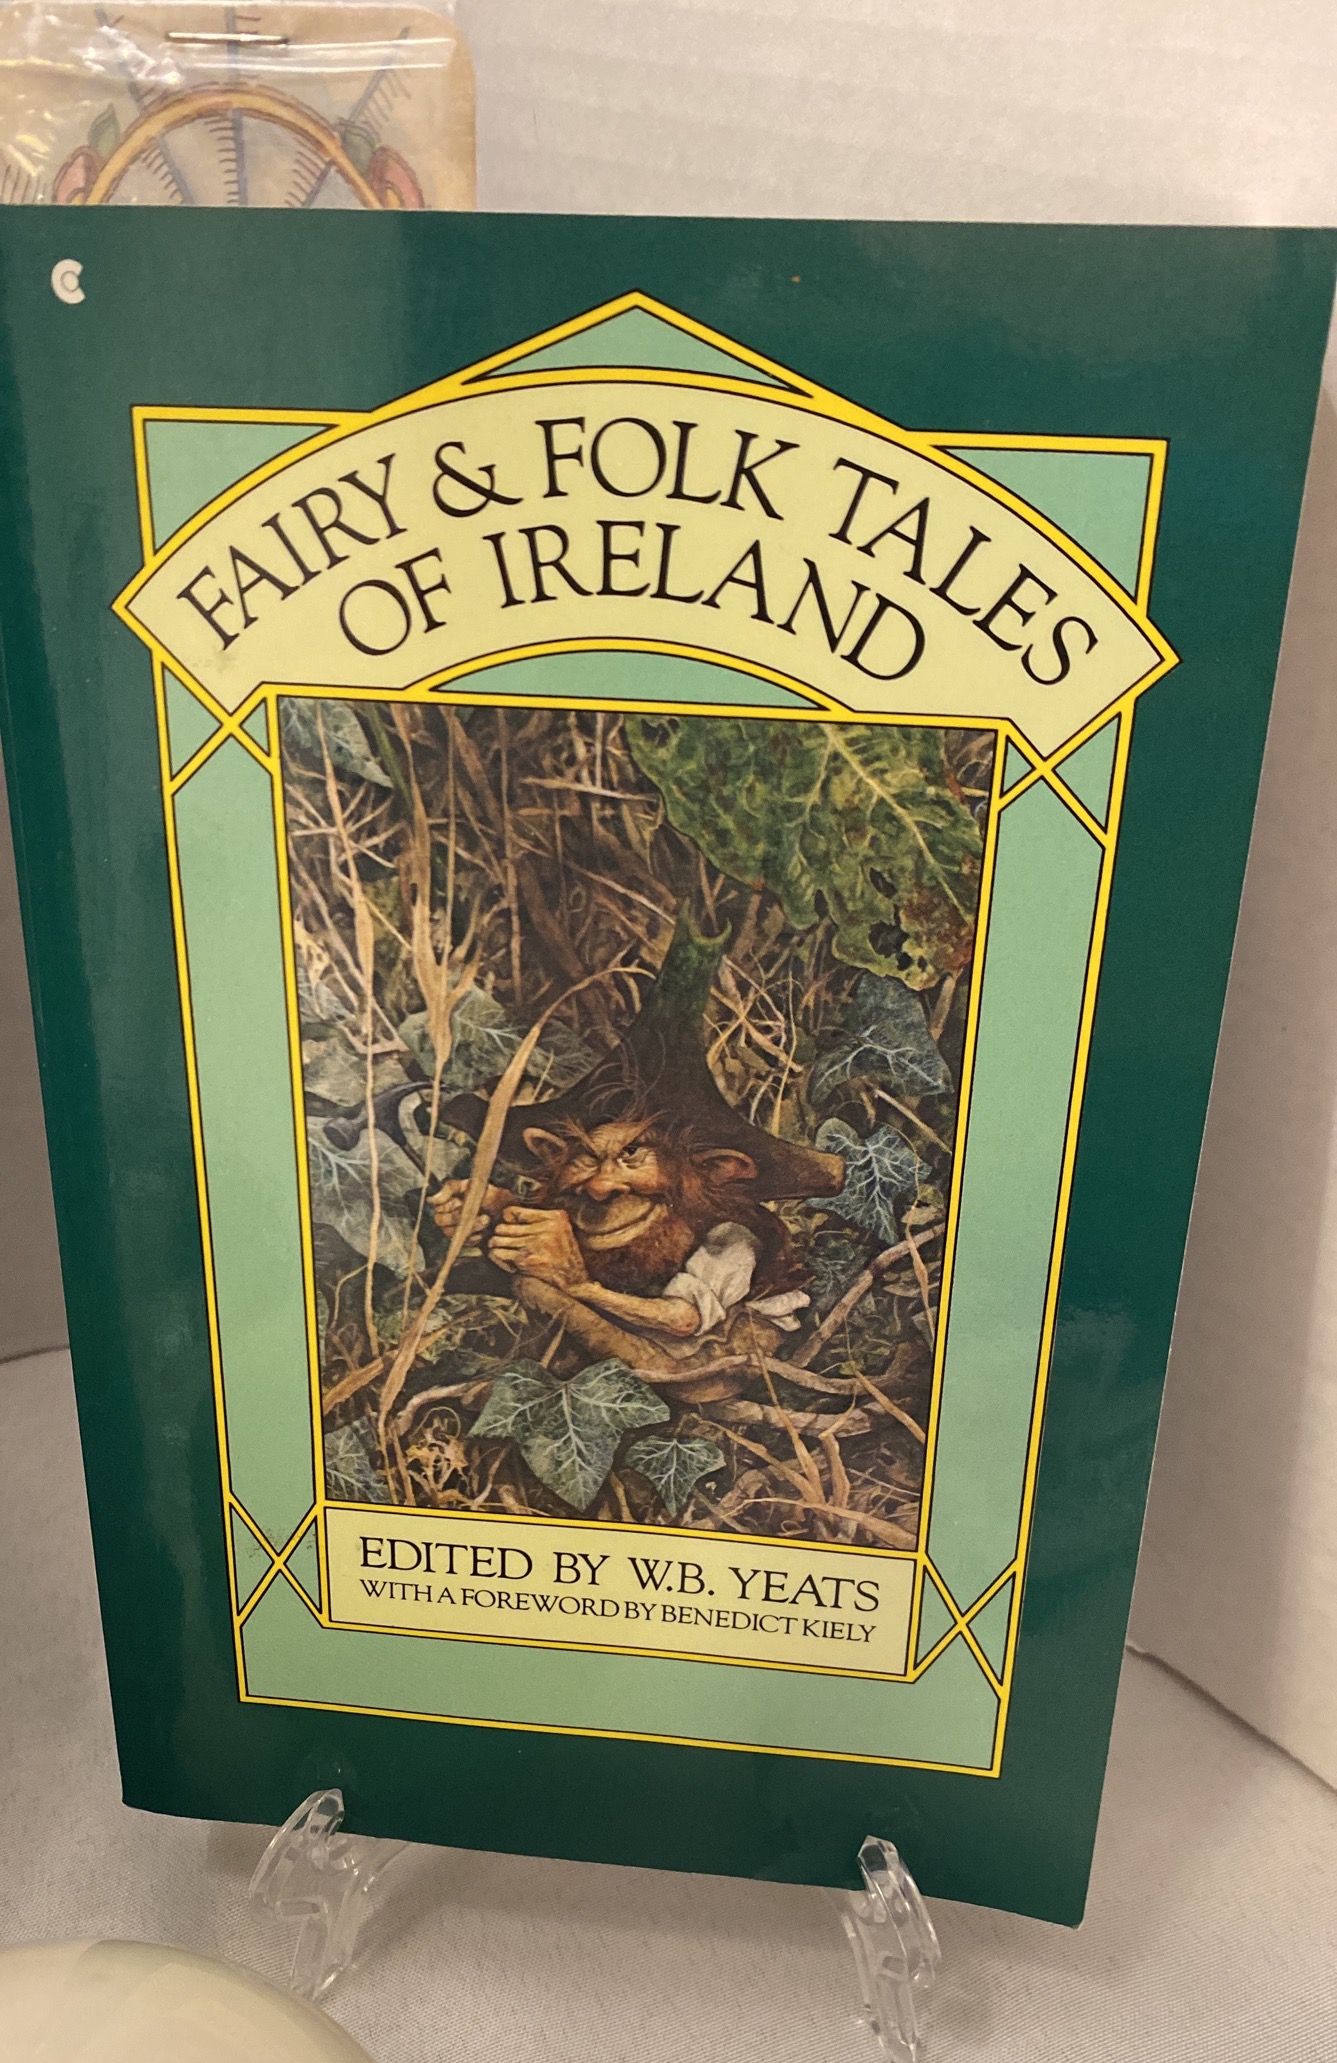 FAIRY & FOLK TALES
OF IRELAND
EDITED BY W.B. YEATS
WITH A FOREWORD BY BENEDICT KIELY